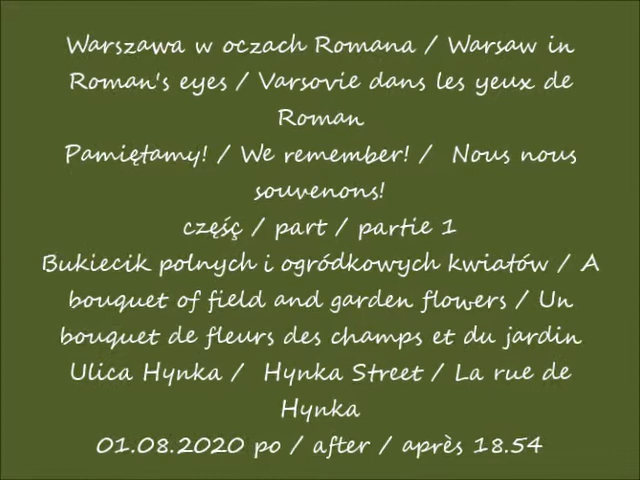 Warszawa w oczach Romana / Warsaw in
Roman's eyes / Varsovie dans les yeux de
Roman
Pamiętamy! / We remember! / Nous nous
souvenons!
część / part / partie 1
Bukiecik polnych i ogródkowych kwiatów / A
bouquet of field and garden flowers / Un
bouquet de fleurs des champs et du jardin
Ulica Hynka / Hynka Street / La rue de
Hynka
01.08.2020 po / after / après 18.54